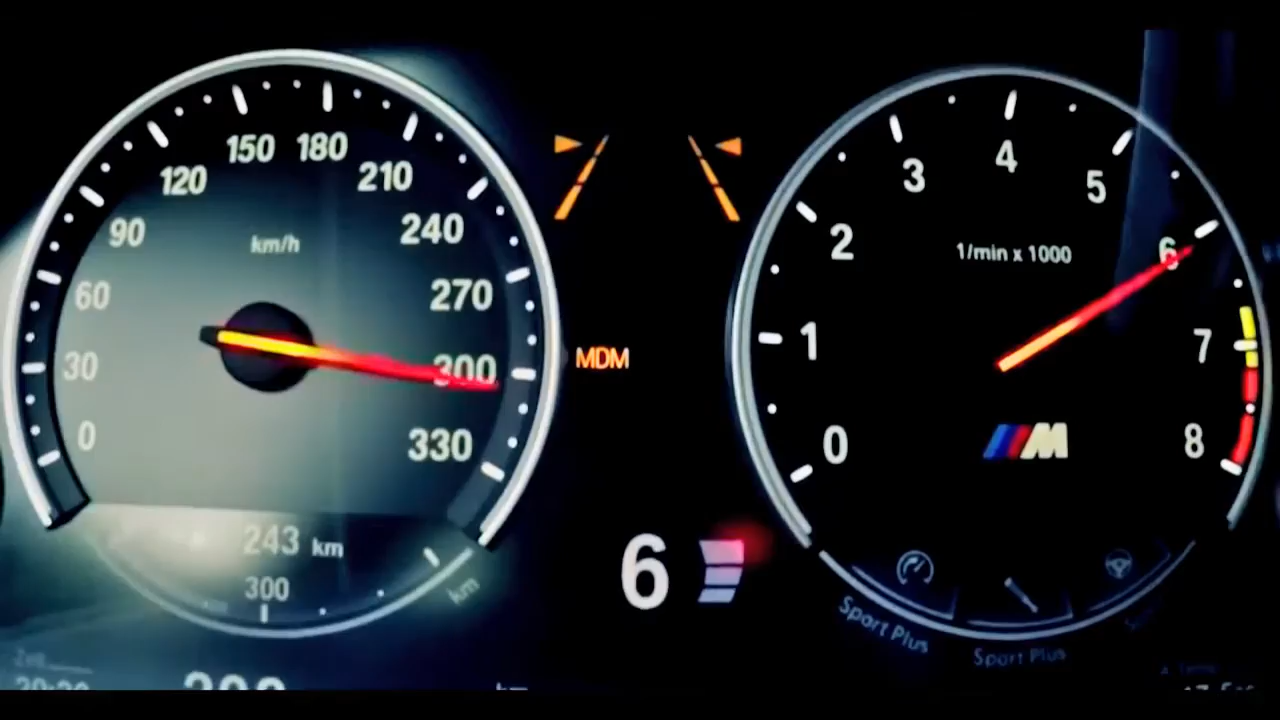 150 180
120 210
90 240
km/h
60 270
30 300
0 330
243 km
300
km
MDM
6
4
3 5
2 6
1/min x 1000
1 7
0 8
M
Sport Plus
Sport Plus